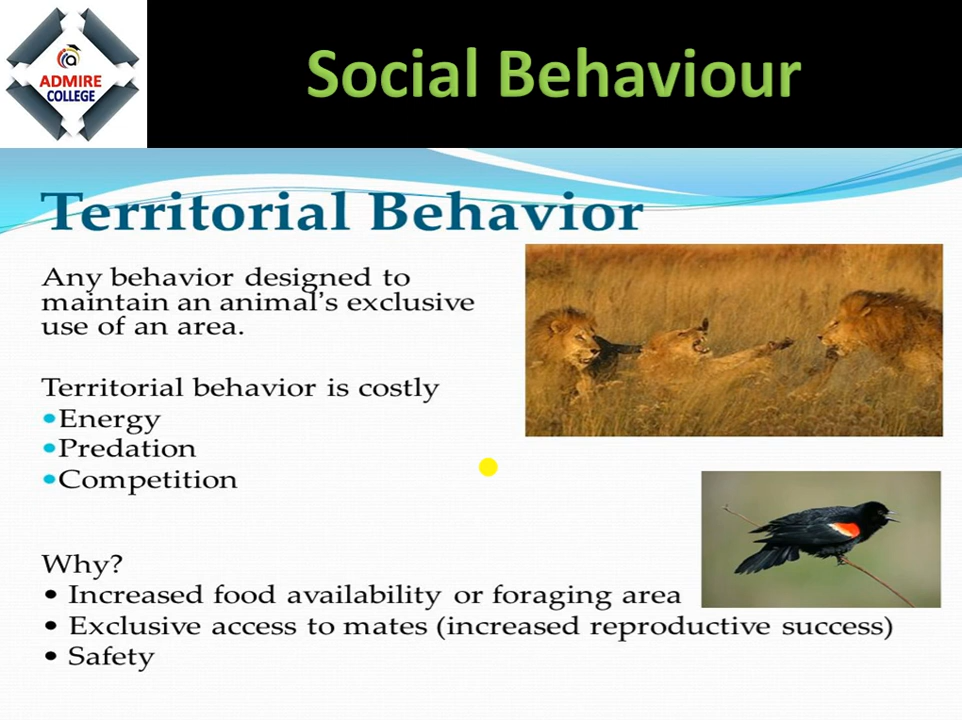 ADMIRE
COLLEGE
Social Behaviour
Territorial Behavior
Any behavior designed to
maintain an animal's exclusive
use of an area.
Territorial behavior is costly
•Energy
•Predation
•Competition
Why?
• Increased food availability or foraging area
• Exclusive access to mates (increased reproductive success)
• Safety